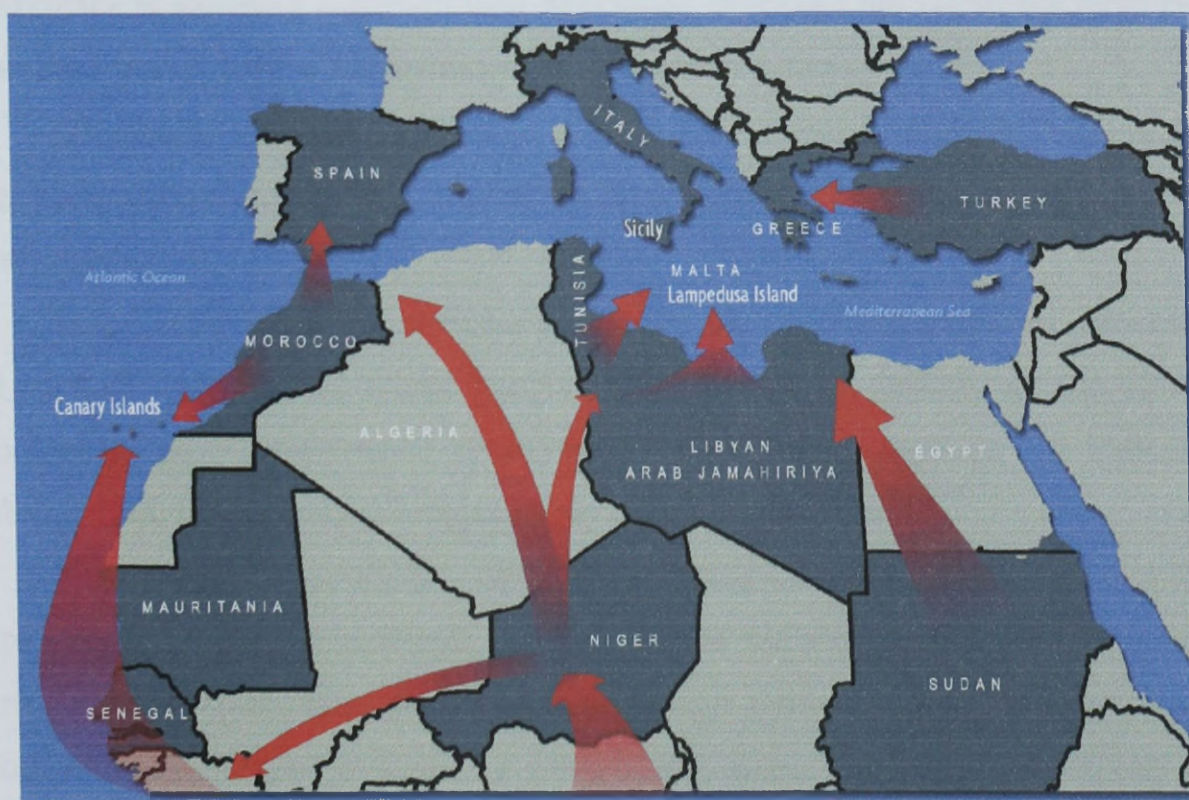 ITALY
SPAIN
TURKEY
Sicily
GREECE
TUNISIA
MALTA
Atlantic Ocean
Lampedusa Island
Mediterranean Sea
MOROCCO
Canary Islands
ALGERIA
LIBYAN
ARAB JAMAHIRIYA
EGYPT
MAURITANIA
NIGER
SUDAN
SENEGAL